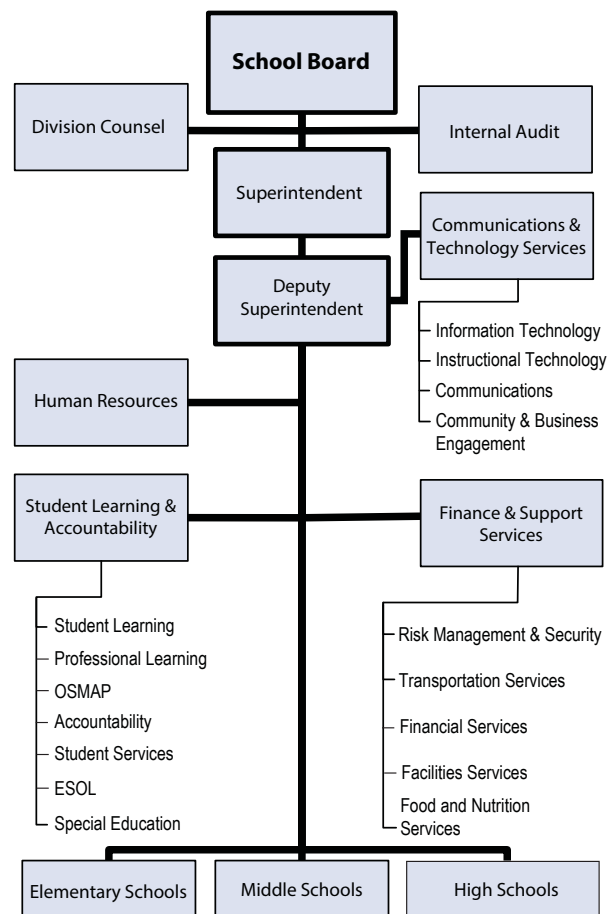 School Board
Division Counsel
Internal Audit
Superintendent
Communications &
Technology Services
Deputy
Superintendent
Information Technology
Instructional Technology
Communications
Community & Business
Engagement
Human Resources
Student Learning &
Accountability
Finance & Support
Services
Student Learning
Professional Learning
OSMAP
Accountability
Student Services
ESOL
Special Education
Risk Management & Security
Transportation Services
Financial Services
Facilities Services
Food and Nutrition
Services
Elementary Schools
Middle Schools
High Schools